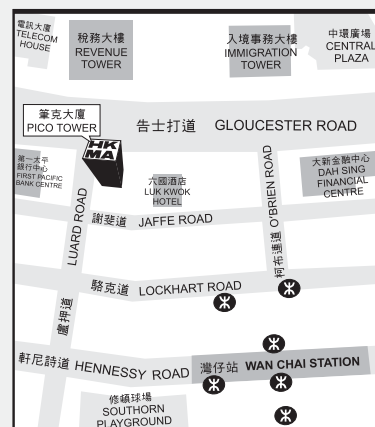 電訊大廈
TELECOM
HOUSE
稅務大樓
REVENUE
TOWER
入境事務大樓
IMMIGRATION
TOWER
中環廣場
CENTRAL
PLAZA
筆克大廈
PICO TOWER
HK
MA
告士打道 GLOUCESTER ROAD
第一太平
銀行中心
FIRST PACIFIC
BANK CENTRE
六國酒店
LUK KWOK
HOTEL
大新金融中心
DAH SING
FINANCIAL
CENTRE
謝斐道 JAFFE ROAD
柯布連道 O'BRIEN ROAD
盧押道 LUARD ROAD
駱克道 LOCKHART ROAD
軒尼詩道 HENNESSY ROAD
灣仔站 WAN CHAI STATION
修頓球場
SOUTHORN
PLAYGROUND